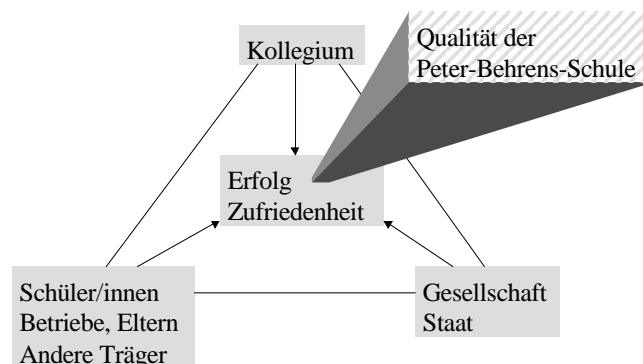 Qualität der
Peter-Behrens-Schule
Kollegium
Erfolg
Zufriedenheit
Schüler/innen
Betriebe, Eltern
Andere Träger
Gesellschaft
Staat